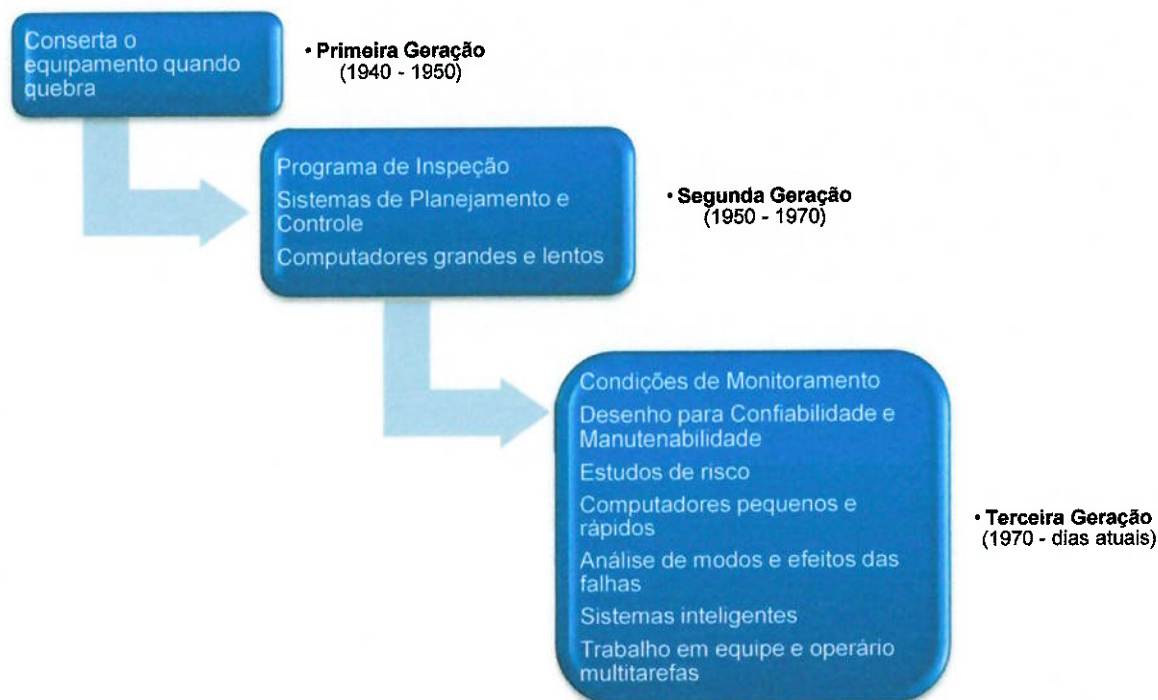 Conserta o
equipamento quando
quebra
• Primeira Geração
(1940 - 1950)
Programa de Inspeção
Sistemas de Planejamento e
Controle
Computadores grandes e lentos
• Segunda Geração
(1950 - 1970)
Condições de Monitoramento
Desenho para Confiabilidade e
Manutenabilidade
Estudos de risco
Computadores pequenos e
rápidos
Análise de modos e efeitos das
falhas
Sistemas inteligentes
Trabalho em equipe e operário
multitarefas
• Terceira Geração
(1970 - dias atuais)